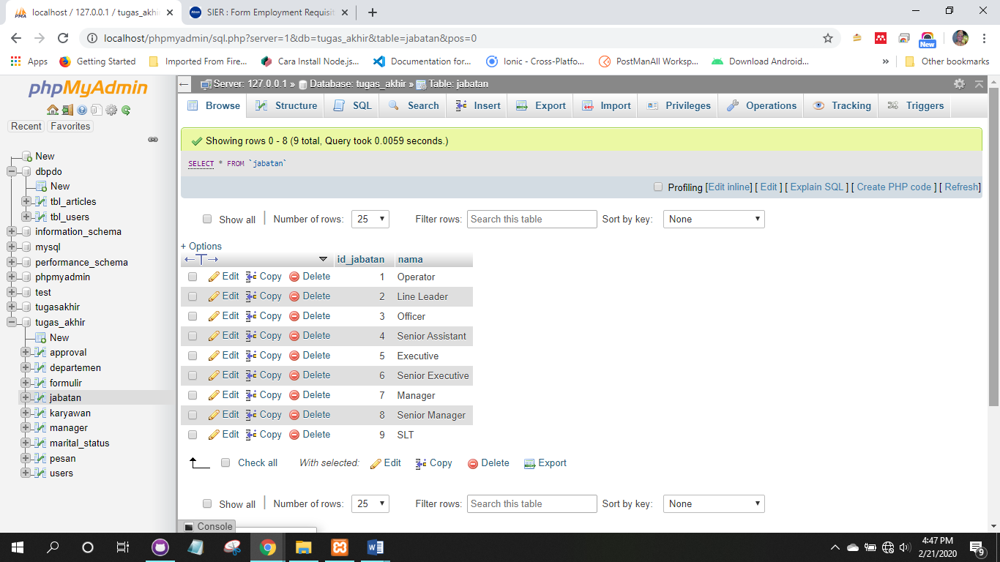 localhost / 127.0.0.1 / tugas_akhi
SIER : Form Employment Requisit
localhost/phpmyadmin/sql.php?server=1&db=tugas_akhir&table=jabatan&pos=0
New
Apps
Getting Started
Imported From Fire...
Cara Install Node.js...
Documentation for...
Ionic - Cross-Platfo...
PostManAll Worksp...
Download Android...
»
Other bookmarks
phpMyAdmin
Recent Favorites
New
dbpdo
New
tbl_articles
tbl_users
information_schema
mysql
performance_schema
phpmyadmin
test
tugasakhir
tugas_akhir
New
approval
departemen
formulir
jabatan
karyawan
manager
marital_status
pesan
users
Server: 127.0.0.1 » Database: tugas_akhir » Table: jabatan
Browse Structure SQL Search Insert Export Import Privileges Operations Tracking Triggers
Showing rows 0 - 8 (9 total, Query took 0.0059 seconds.)
SELECT * FROM `jabatan`
Profiling [Edit inline] [ Edit ] [ Explain SQL ] [ Create PHP code ] [ Refresh]
Show all Number of rows: 25 Filter rows: Search this table Sort by key: None
+ Options
←T→ id_jabatan nama
Edit Copy Delete 1 Operator
Edit Copy Delete 2 Line Leader
Edit Copy Delete 3 Officer
Edit Copy Delete 4 Senior Assistant
Edit Copy Delete 5 Executive
Edit Copy Delete 6 Senior Executive
Edit Copy Delete 7 Manager
Edit Copy Delete 8 Senior Manager
Edit Copy Delete 9 SLT
Check all With selected: Edit Copy Delete Export
Show all Number of rows: 25 Filter rows: Search this table Sort by key: None
Console
4:47 PM
2/21/2020
9